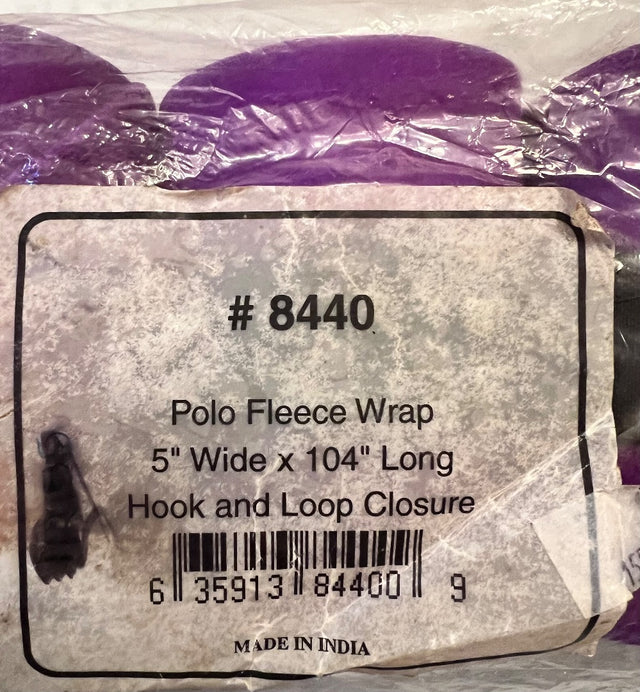 # 8440
Polo Fleece Wrap
5" Wide x 104" Long
Hook and Loop Closure
6 35913 84400 9
MADE IN INDIA